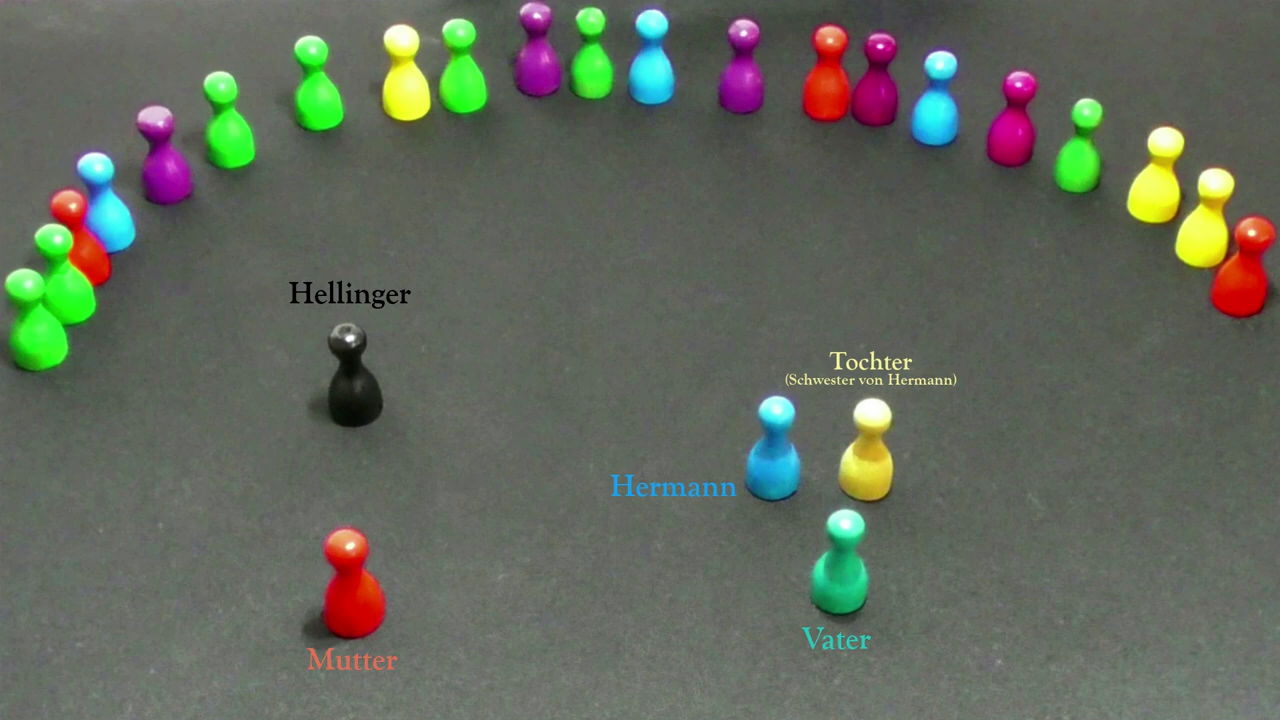 Hellinger
Tochter
(Schwester von Hermann)
Hermann
Vater
Mutter